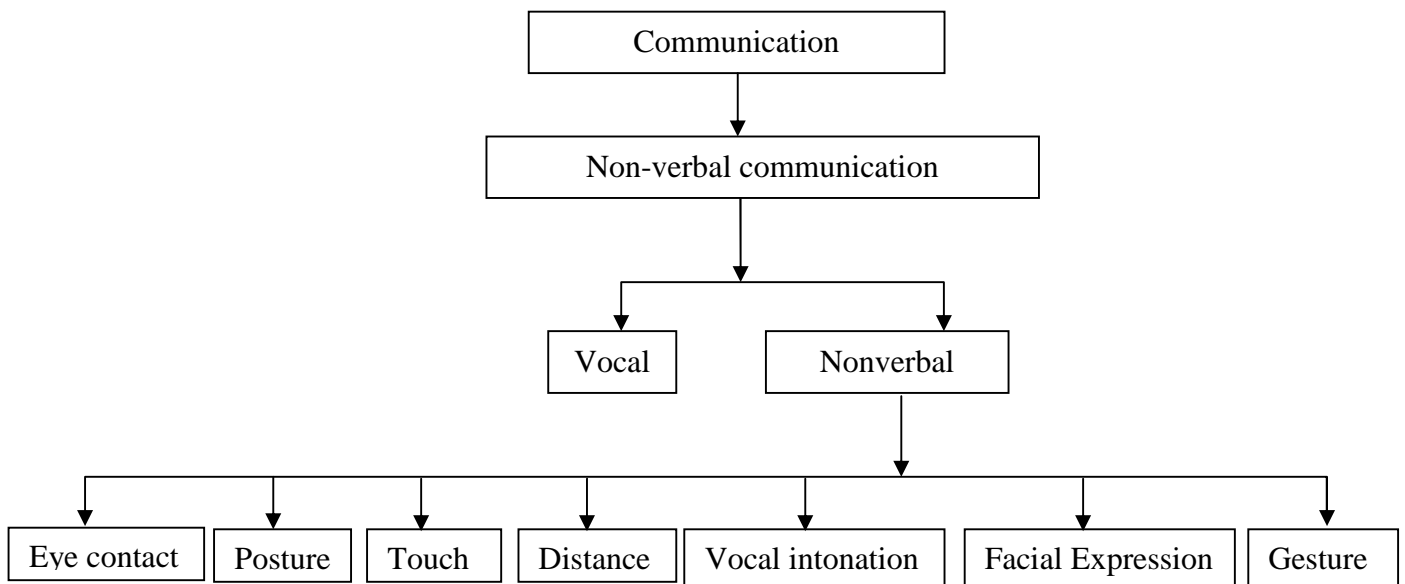 Communication
Non-verbal communication
Vocal
Nonverbal
Eye contact
Posture
Touch
Distance
Vocal intonation
Facial Expression
Gesture